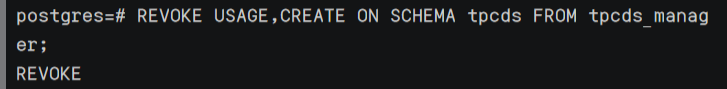 postgres=# REVOKE USAGE,CREATE ON SCHEMA tpcds FROM tpcds_manag
er;
REVOKE